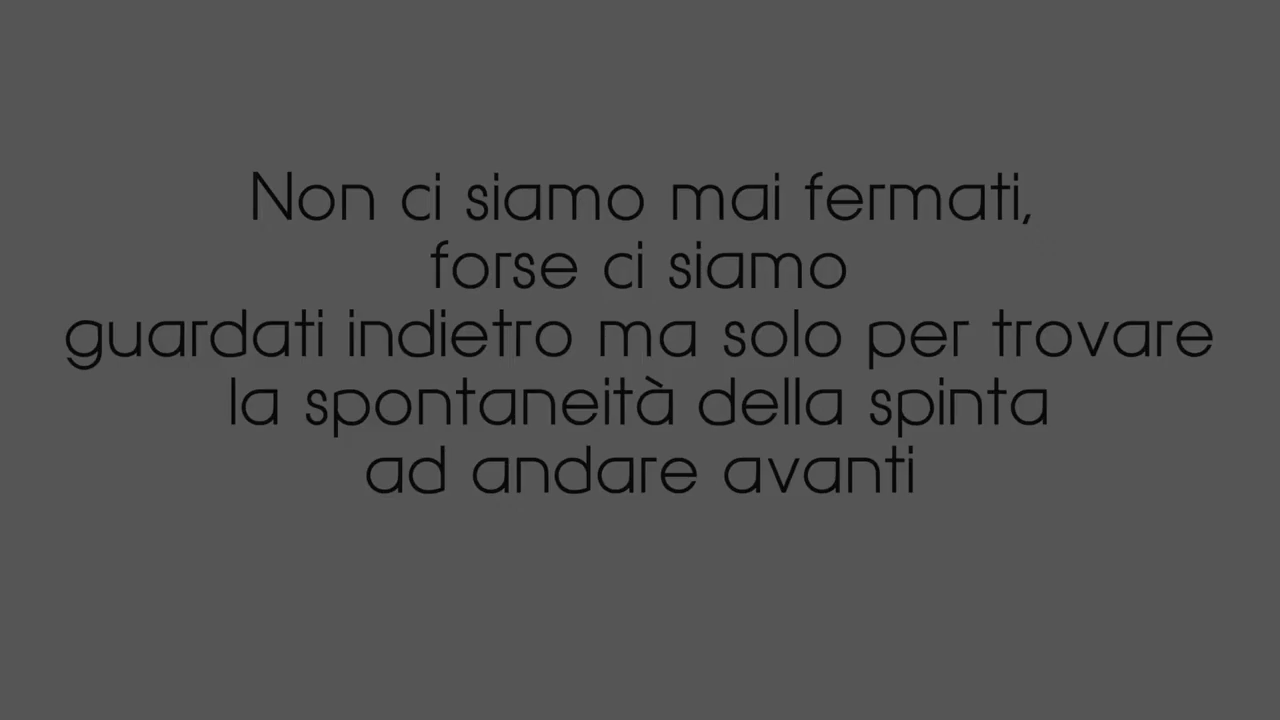 Non ci siamo mai fermati,
forse ci siamo
guardati indietro ma solo per trovare
la spontaneità della spinta
ad andare avanti